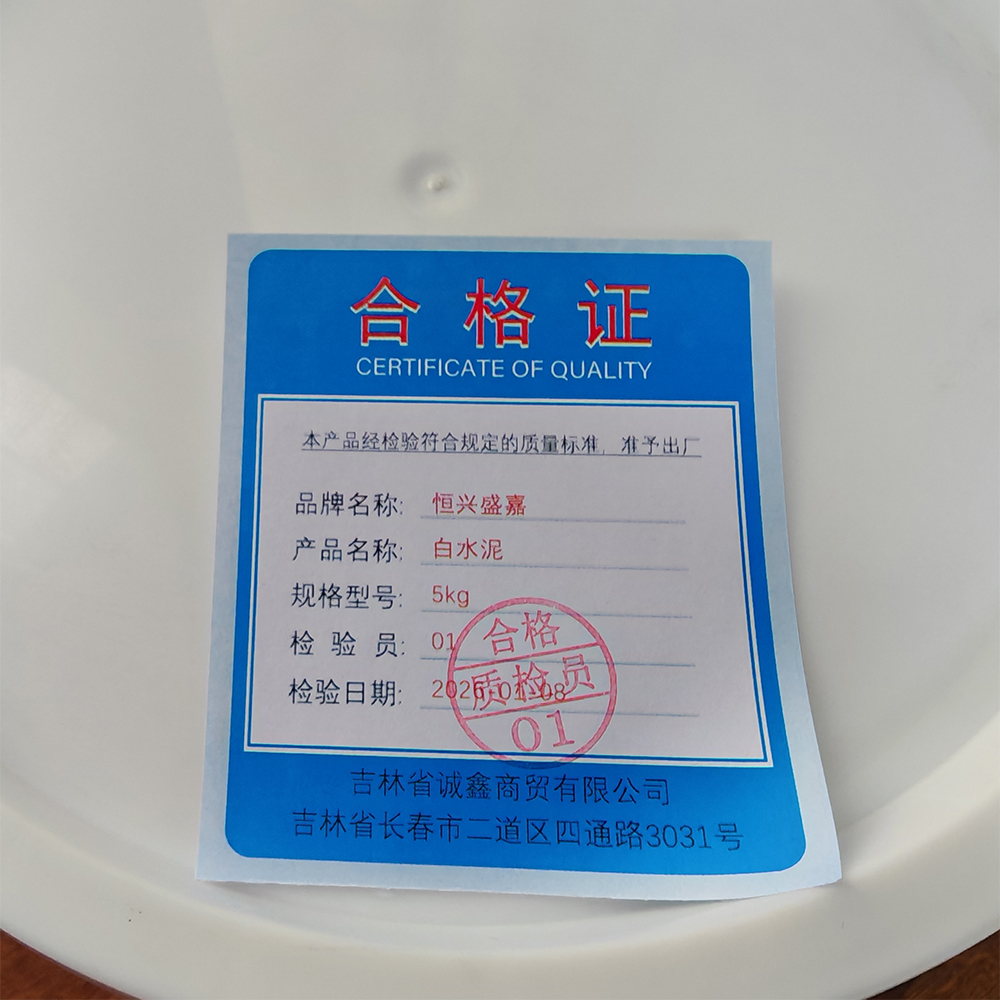 合格证
CERTIFICATE OF QUALITY
本产品经检验符合规定的质量标准，准予出厂
品牌名称: 恒兴盛嘉
产品名称: 白水泥
规格型号: 5kg
检 验 员: 01
检验日期: 2026-01-08
合格
质检员
01
吉林省诚鑫商贸有限公司
吉林省长春市二道区四通路3031号